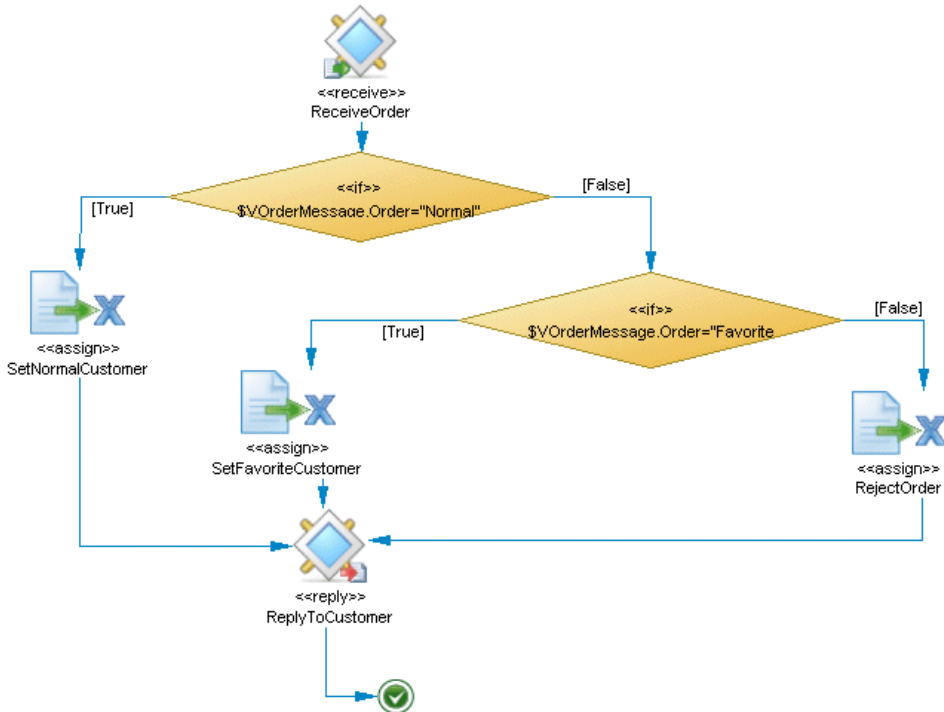 <<receive>>
ReceiveOrder
<<if>>
$VOrderMessage.Order="Normal"
[True]
[False]
<<if>>
$VOrderMessage.Order="Favorite
[True]
[False]
<<assign>>
SetNormalCustomer
<<assign>>
SetFavoriteCustomer
<<assign>>
RejectOrder
<<reply>>
ReplyToCustomer